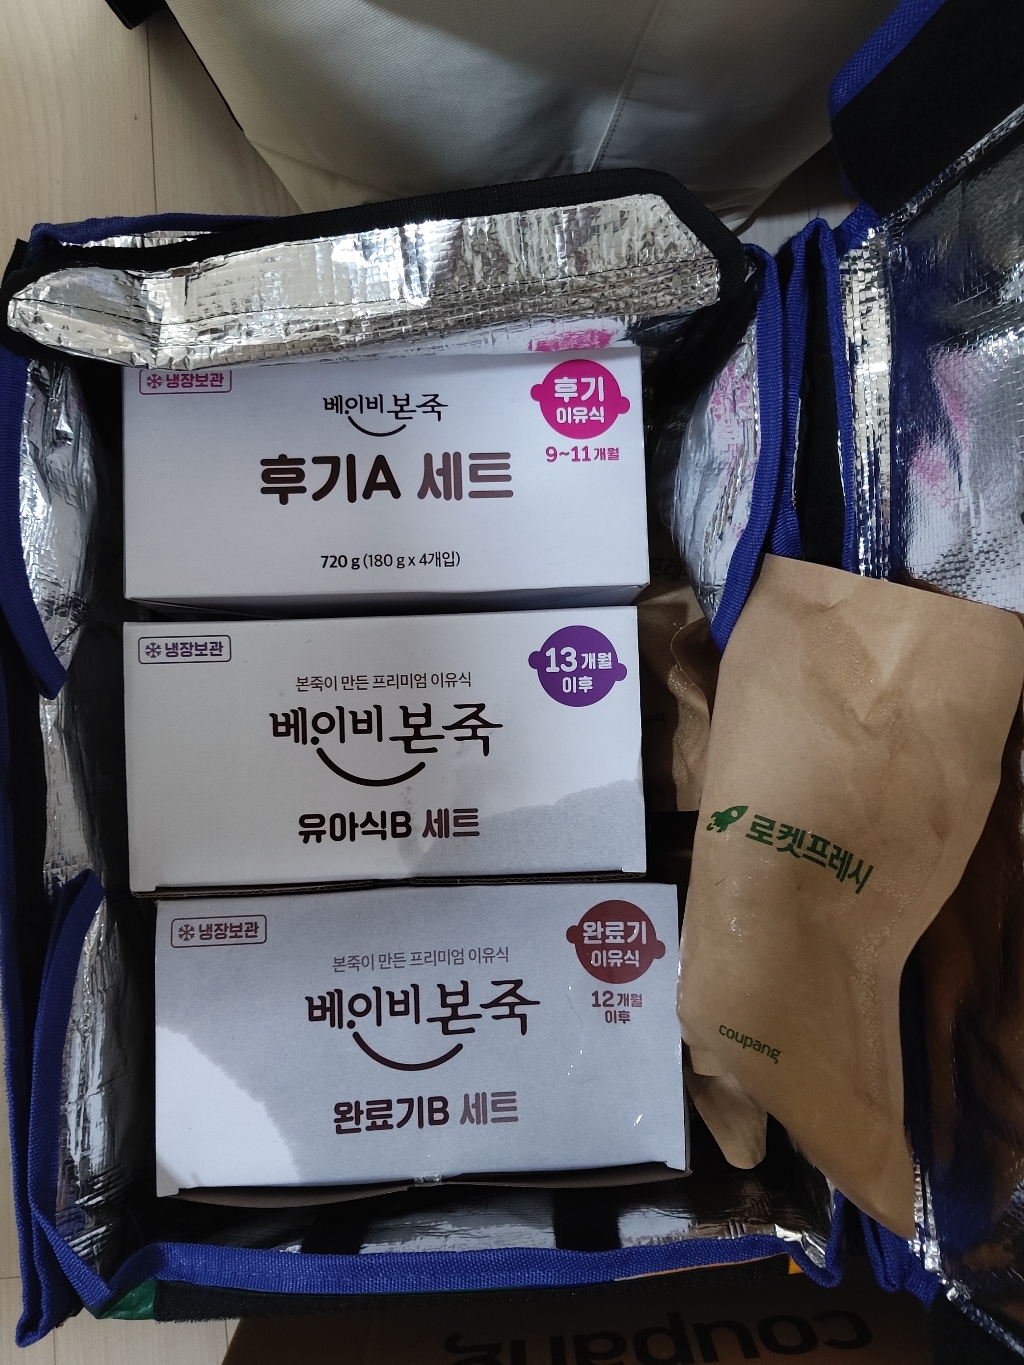 냉장보관
베이비본죽
후기
이유식
9~11개월
후기A 세트
720 g (180 g x 4개입)
냉장보관
13개월
이후
본죽이 만든 프리미엄 이유식
베이비본죽
유아식B 세트
냉장보관
완료기
이유식
12개월
이후
본죽이 만든 프리미엄 이유식
베이비본죽
완료기B 세트
로켓프레시
coupang
coupang